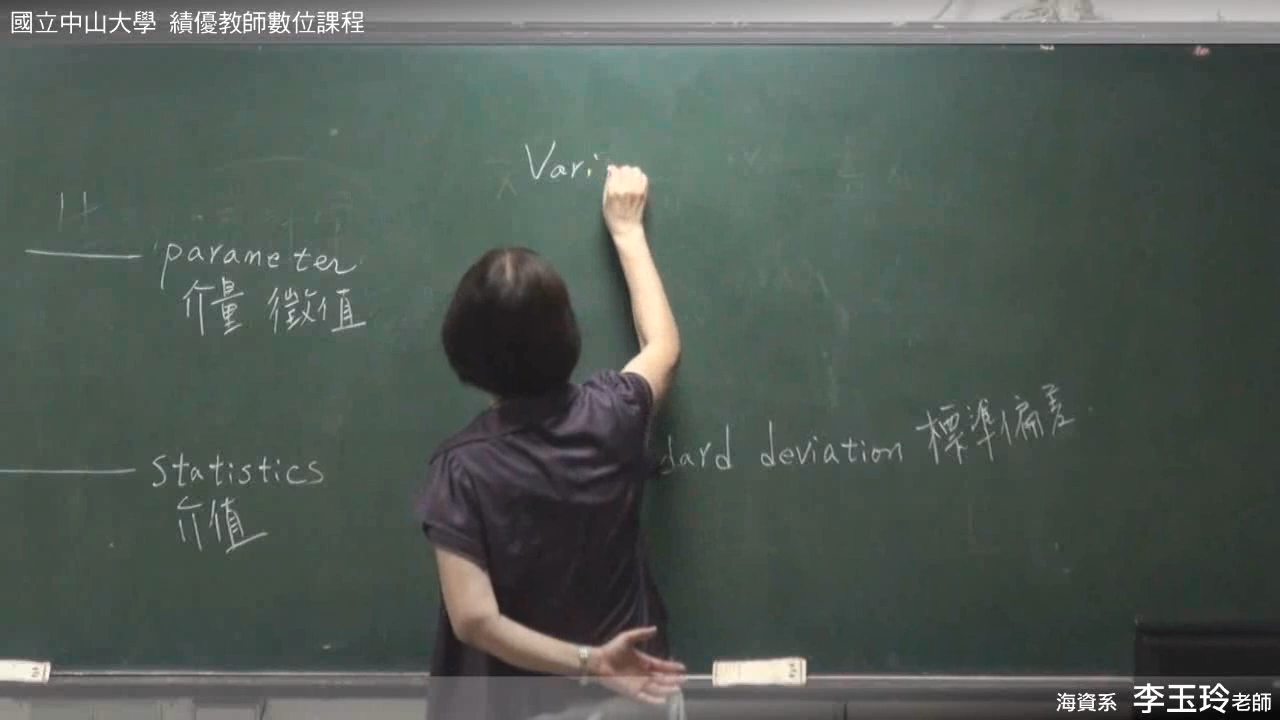 國立中山大學 績優教師數位課程
Vari
parameter
介量 徵值
dard deviation 標準偏差
statistics
介值
海資系 李玉玲老師